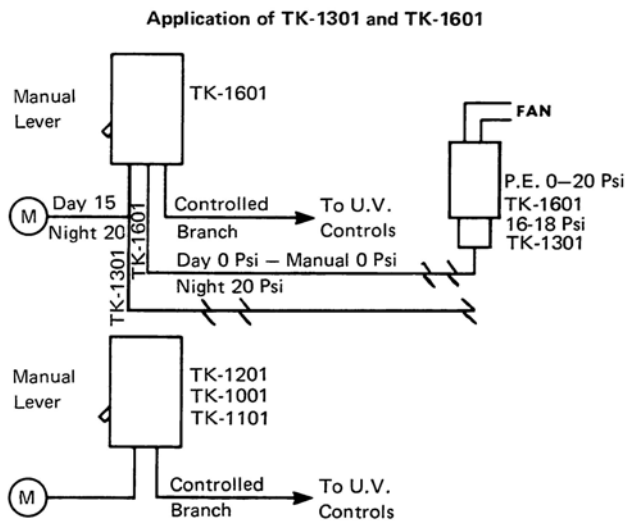 Application of TK-1301 and TK-1601
Manual
Lever
TK-1601
FAN
P.E. 0–20 Psi
TK-1601
16-18 Psi
TK-1301
M
Day 15
Night 20
TK-1601
TK-1301
Controlled
Branch
To U.V.
Controls
Day 0 Psi – Manual 0 Psi
Night 20 Psi
Manual
Lever
TK-1201
TK-1001
TK-1101
M
Controlled
Branch
To U.V.
Controls